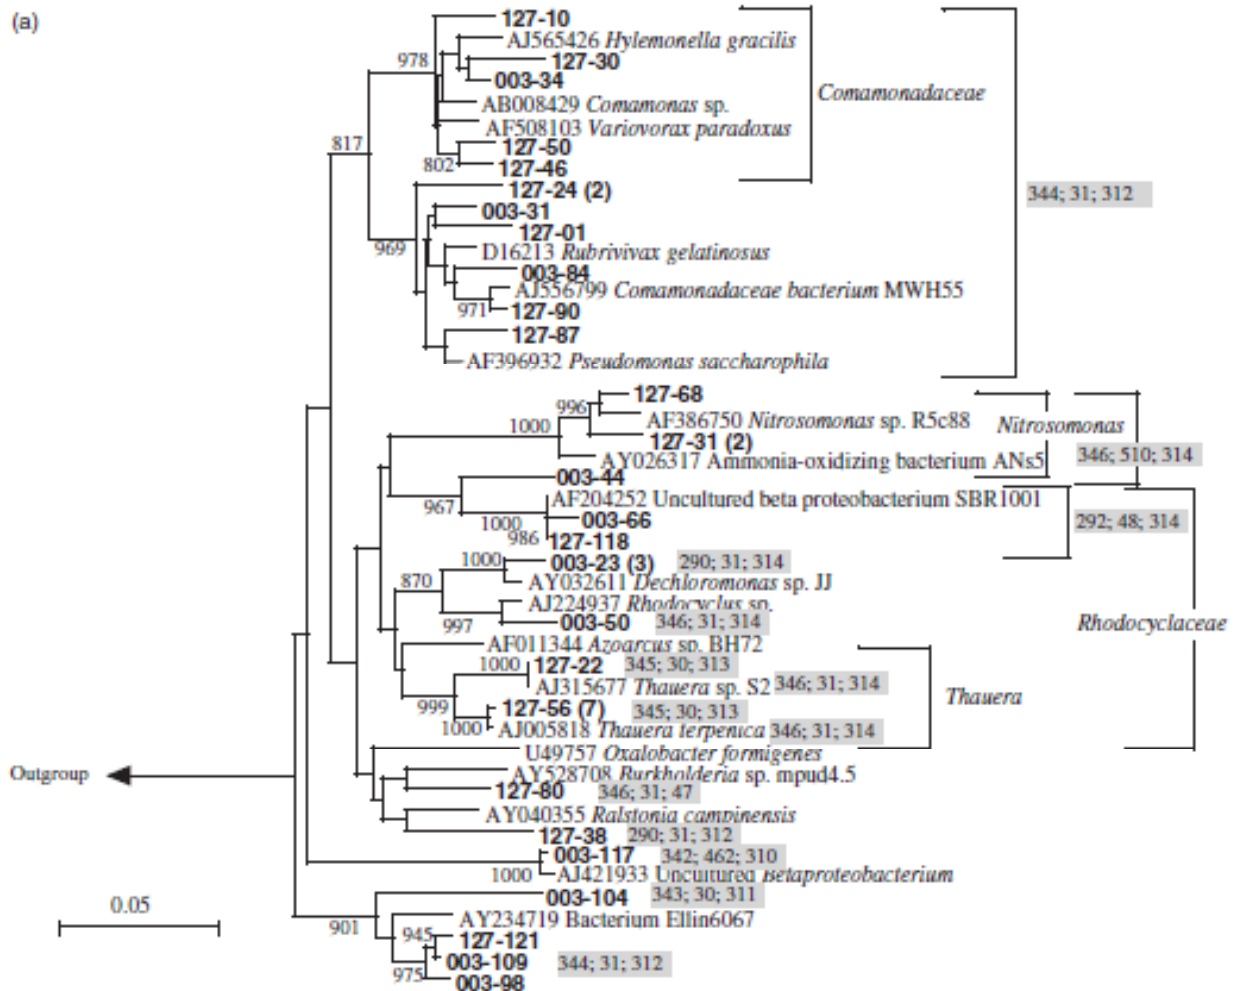 (a)
127-10
AJ565426 Hylemonella gracilis
127-30
978
003-34
Comamonadaceae
AB008429 Comamonas sp.
AF508103 Variovorax paradoxus
817
127-50
802
127-46
127-24 (2)
344; 31; 312
003-31
127-01
969
D16213 Rubrivivax gelatinosus
003-84
AJ556799 Comamonadaceae bacterium MWH55
971
127-90
127-87
AF396932 Pseudomonas saccharophila
127-68
996
AF386750 Nitrosomonas sp. R5c88
Nitrosomonas
1000
127-31 (2)
346; 510; 314
AY026317 Ammonia-oxidizing bacterium ANs5
003-44
AF204252 Uncultured beta proteobacterium SBR1001
967
1000
003-66
292; 48; 314
986
127-118
1000
003-23 (3) 290; 31; 314
870
AY032611 Dechloromonas sp. JJ
AJ224937 Rhodocyclus sp.
997
003-50 346; 31; 314
Rhodocyclaceae
AF011344 Azoarcus sp. BH72
1000
127-22 345; 30; 313
AJ315677 Thauera sp. S2 346; 31; 314
Thauera
999
127-56 (7) 345; 30; 313
1000
AJ005818 Thauera terpenica 346; 31; 314
U49757 Oxalobacter formigenes
Outgroup
AY528708 Burkholderia sp. mpud4.5
127-80 346; 31; 47
AY040355 Ralstonia campinensis
127-38 290; 31; 312
003-117 342; 462; 310
1000
AJ421933 Uncultured Betaproteobacterium
003-104 343; 30; 311
0.05
901
AY234719 Bacterium Ellin6067
945
127-121
003-109 344; 31; 312
975
003-98